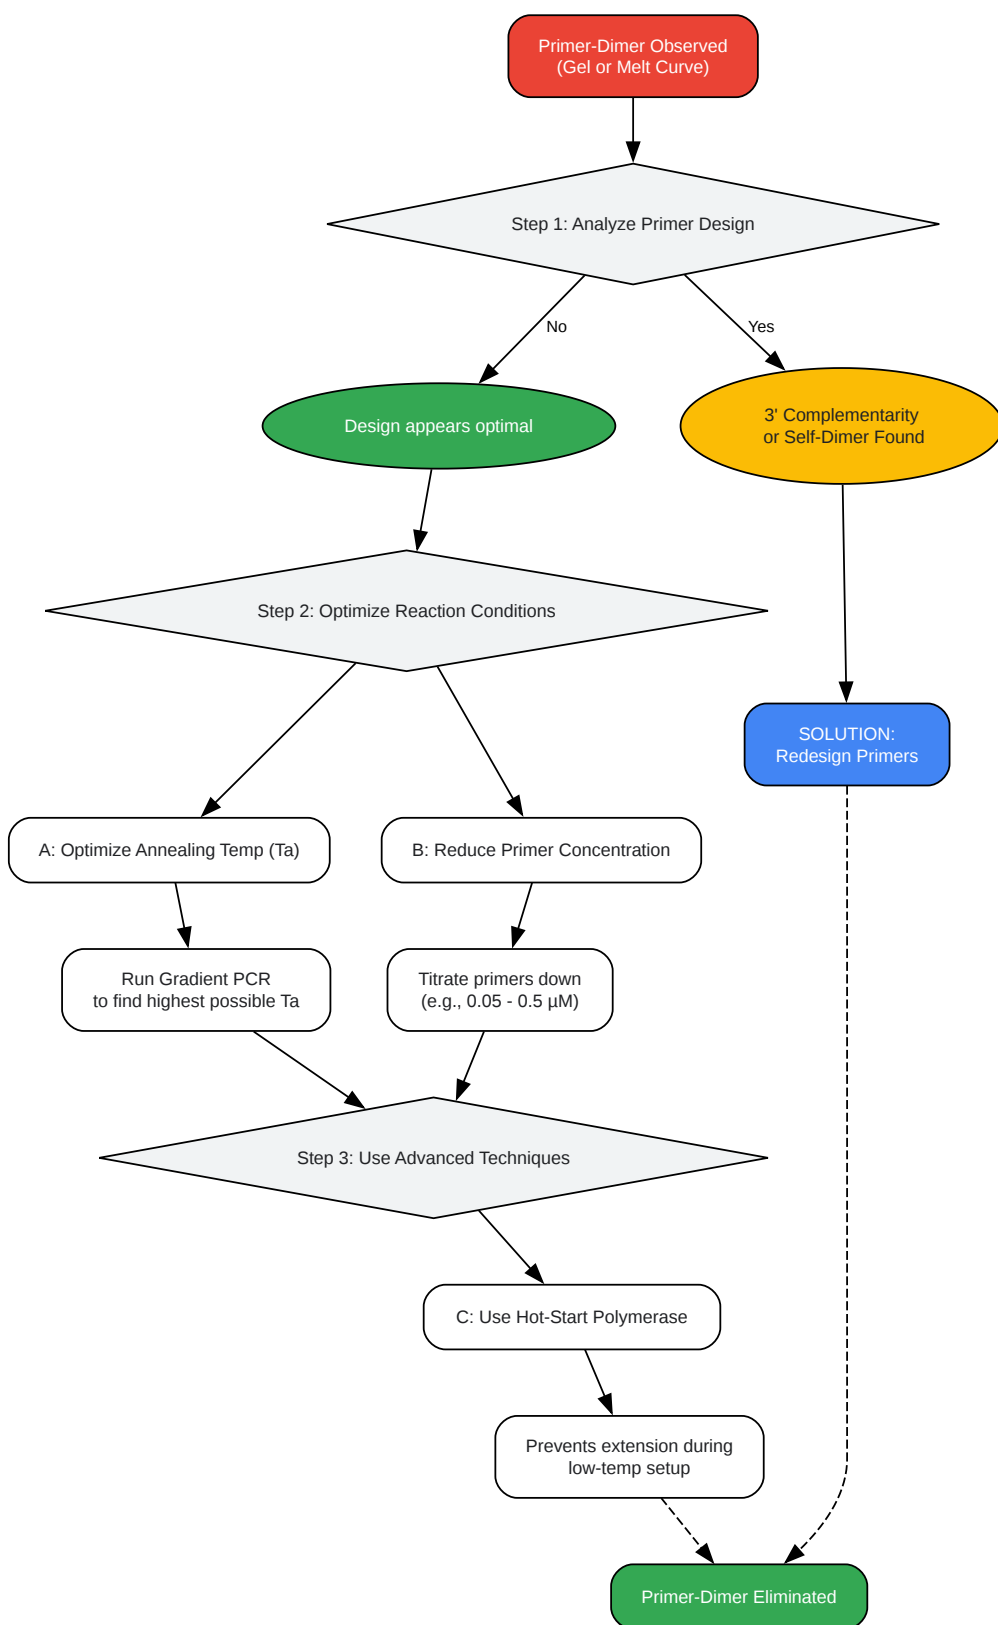 Primer-Dimer Observed
(Gel or Melt Curve)
Step 1: Analyze Primer Design
No
Yes
Design appears optimal
3' Complementarity
or Self-Dimer Found
Step 2: Optimize Reaction Conditions
SOLUTION:
Redesign Primers
A: Optimize Annealing Temp (Ta)
B: Reduce Primer Concentration
Run Gradient PCR
to find highest possible Ta
Titrate primers down
(e.g., 0.05 - 0.5 µM)
Step 3: Use Advanced Techniques
C: Use Hot-Start Polymerase
Prevents extension during
low-temp setup
Primer-Dimer Eliminated